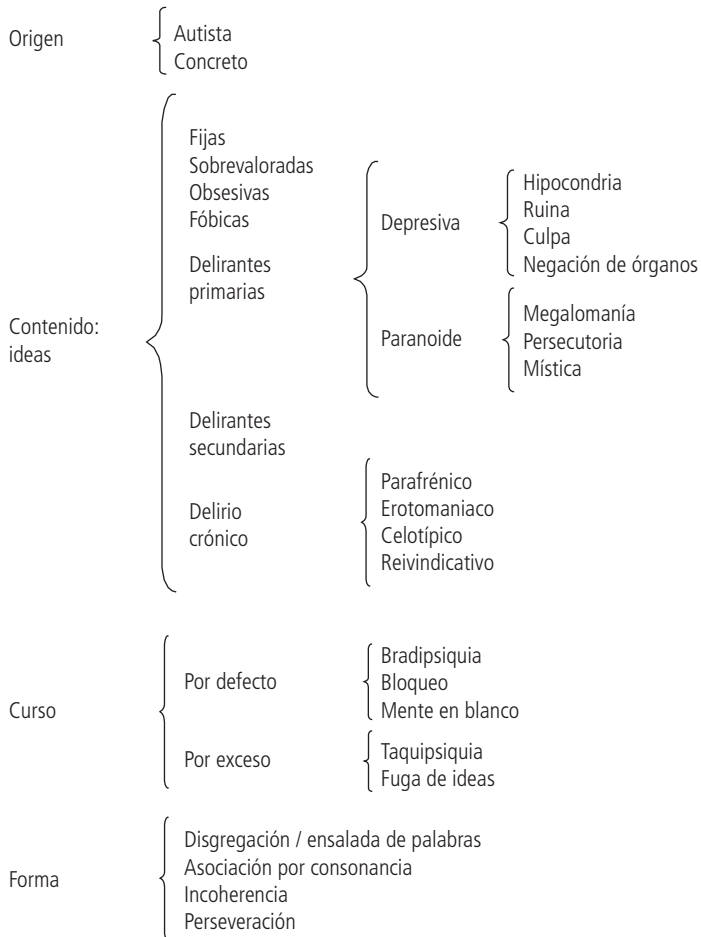 Origen
Autista
Concreto
Contenido:
ideas
Fijas
Sobrevaloradas
Obsesivas
Fóbicas
Delirantes
primarias
Depresiva
Hipocondria
Ruina
Culpa
Negación de órganos
Paranoide
Megalomanía
Persecutoria
Mística
Delirantes
secundarias
Delirio
crónico
Parafrénico
Erotomaniaco
Celotípico
Reivindicativo
Curso
Por defecto
Bradipsiquia
Bloqueo
Mente en blanco
Por exceso
Taquipsiquia
Fuga de ideas
Forma
Disgregación / ensalada de palabras
Asociación por consonancia
Incoherencia
Perseveración